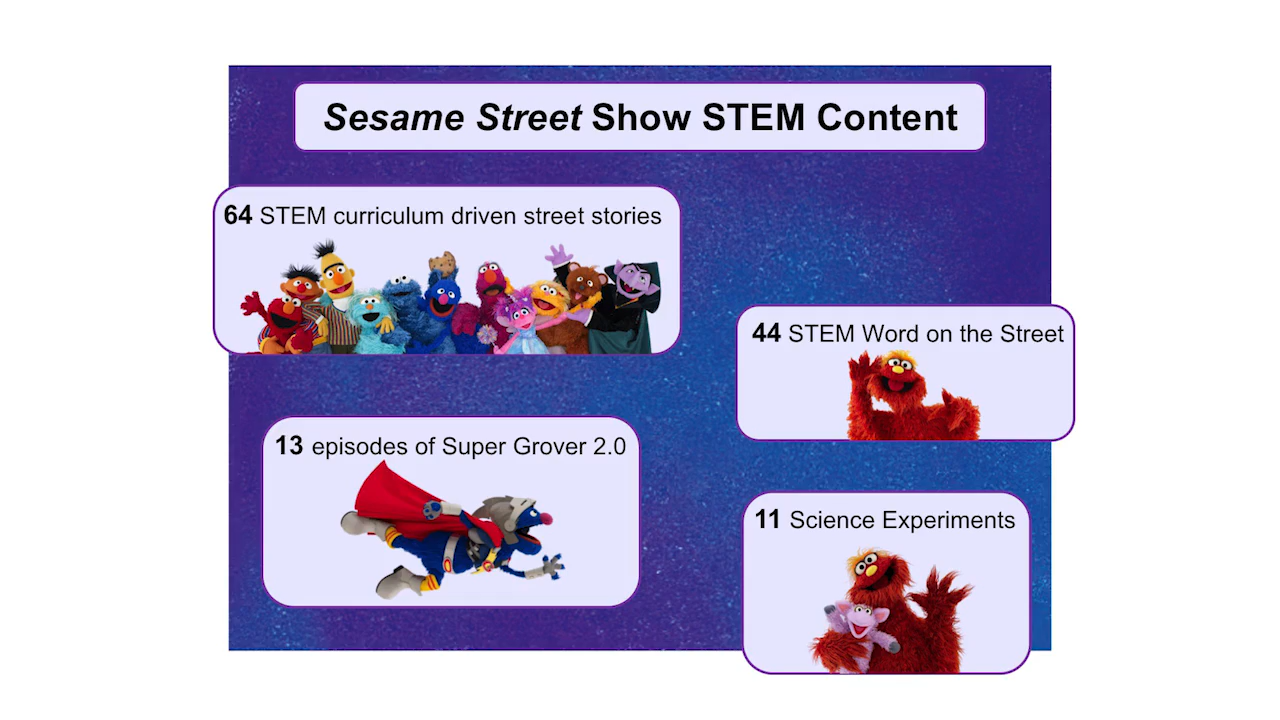 Sesame Street Show STEM Content
64 STEM curriculum driven street stories
44 STEM Word on the Street
13 episodes of Super Grover 2.0
11 Science Experiments